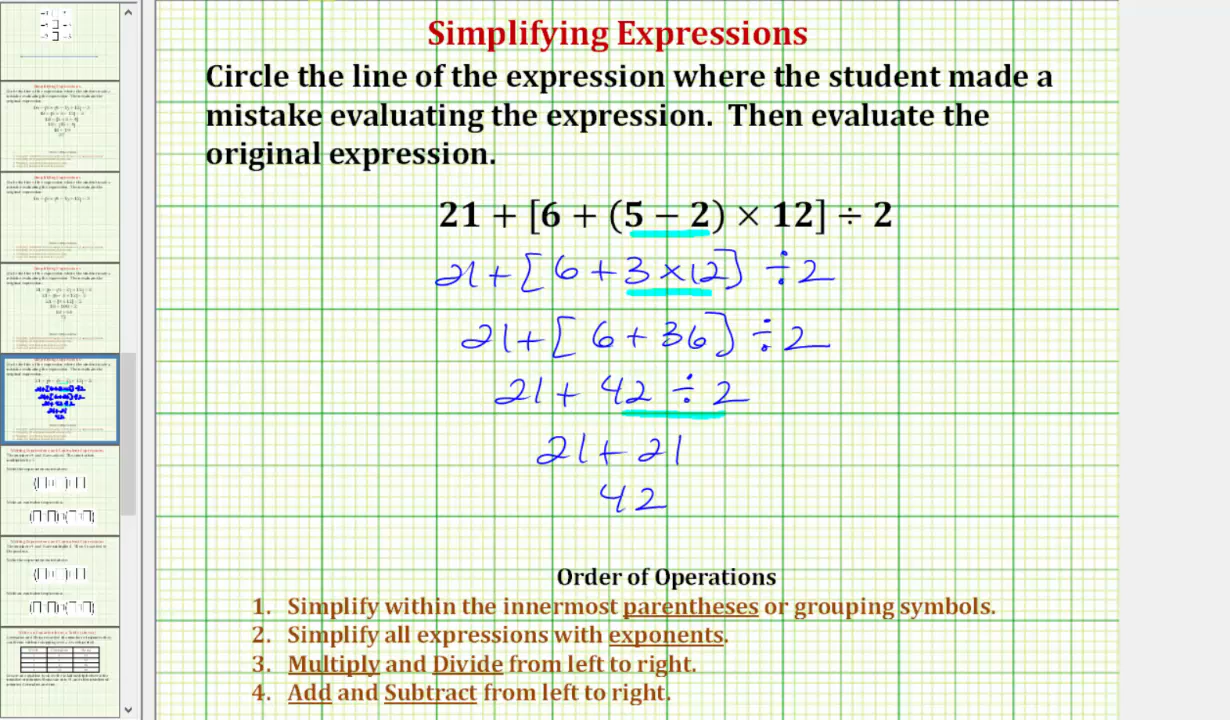 Simplifying Expressions
Circle the line of the expression where the student made a
mistake evaluating the expression. Then evaluate the
original expression.
21 + [6 + (5 − 2) × 12] ÷ 2
21 + [ 6 + 3 × 12 ] ÷ 2
21 + [ 6 + 36 ] ÷ 2
21 + 42 ÷ 2
21 + 21
42
Order of Operations
1. Simplify within the innermost parentheses or grouping symbols.
2. Simplify all expressions with exponents.
3. Multiply and Divide from left to right.
4. Add and Subtract from left to right.